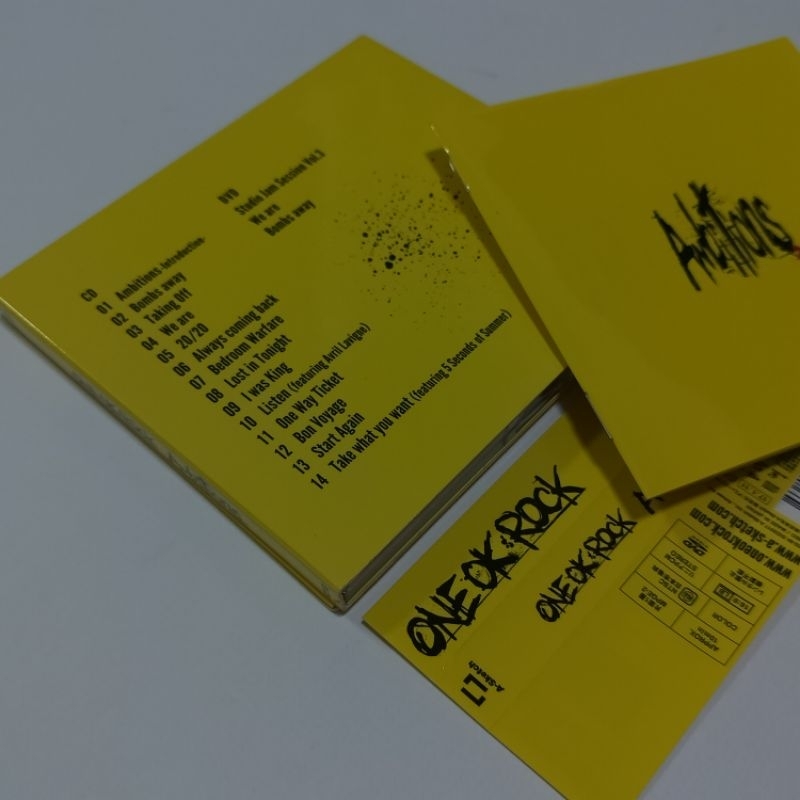 DVD
Studio Jam Session Vol.3
We are
Bombs away
CD
01 Ambitions -Introduction-
02 Bombs away
03 Taking Off
04 We are
05 20/20
06 Always coming back
07 Bedroom Warfare
08 Lost in Tonight
09 I was King
10 Listen (featuring Avril Lavigne)
11 One Way Ticket
12 Bon Voyage
13 Start Again
14 Take what you want (featuring 5 Seconds of Summer)
Ambitions
ONE OK ROCK
ONE OK ROCK
A-Sketch
www.oneokrock.com
www.a-sketch.com
DVD
STEREO
COLOR